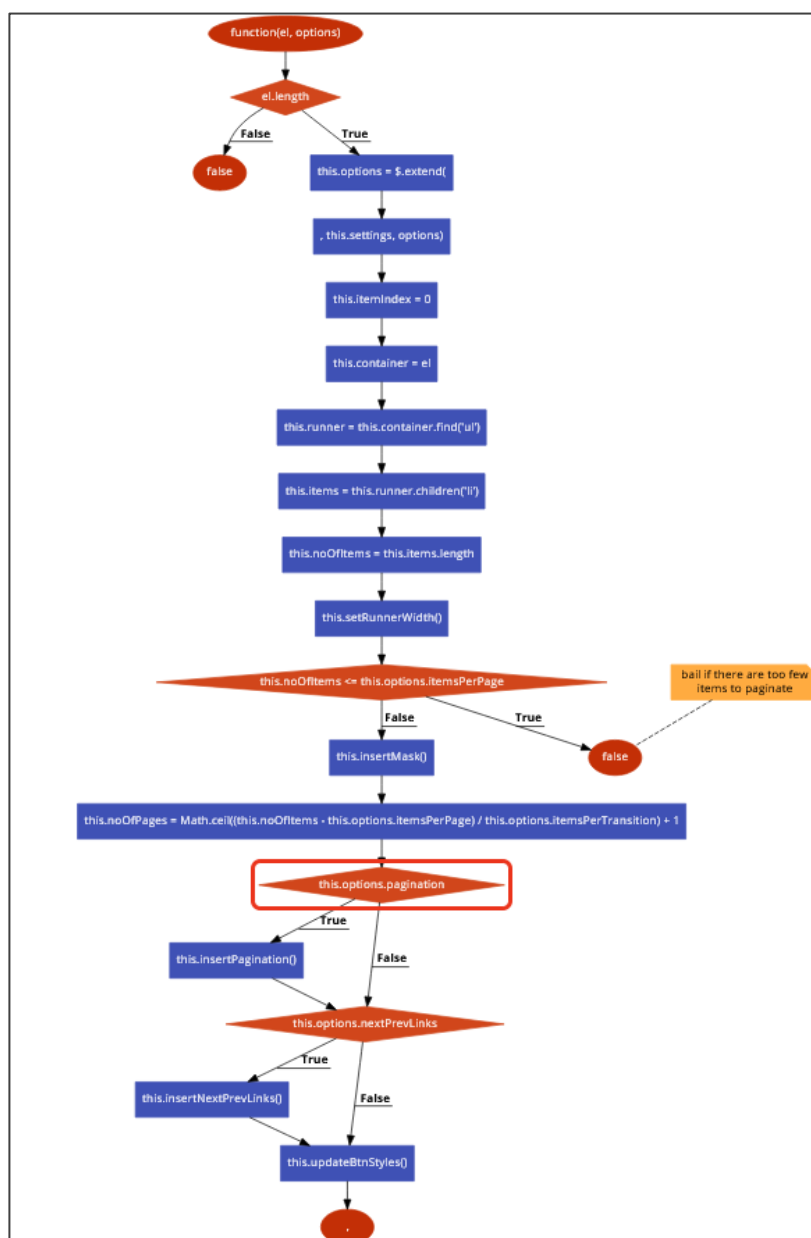 function(el, options)
el.length
False
True
false
this.options = $.extend(
, this.settings, options)
this.itemIndex = 0
this.container = el
this.runner = this.container.find('ul')
this.items = this.runner.children('li')
this.noOfItems = this.items.length
this.setRunnerWidth()
this.noOfItems <= this.options.itemsPerPage
bail if there are too few
items to paginate
False
True
false
this.insertMask()
this.noOfPages = Math.ceil((this.noOfItems - this.options.itemsPerPage) / this.options.itemsPerTransition) + 1
this.options.pagination
True
False
this.insertPagination()
this.options.nextPrevLinks
True
False
this.insertNextPrevLinks()
this.updateBtnStyles()
,